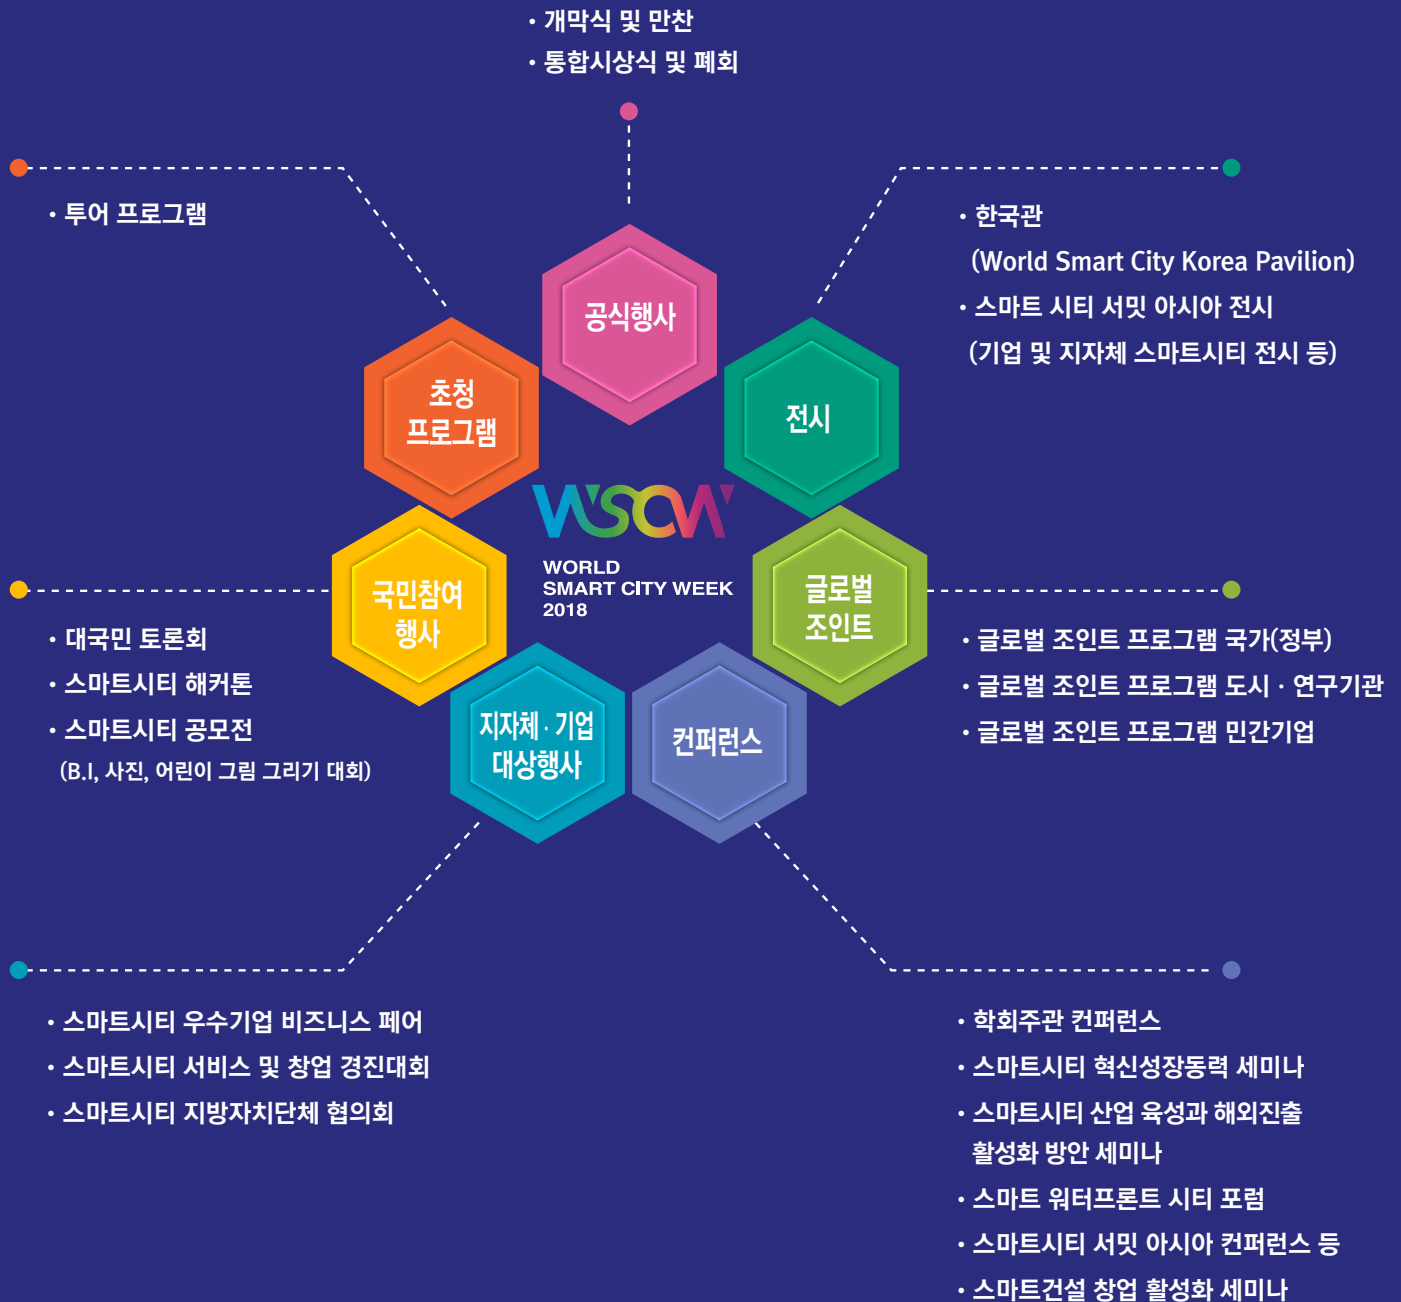 • 개막식 및 만찬
• 통합시상식 및 폐회
• 투어 프로그램
• 한국관
(World Smart City Korea Pavilion)
• 스마트 시티 서밋 아시아 전시
(기업 및 지자체 스마트시티 전시 등)
공식행사
초청
프로그램
전시
WSCW
WORLD
SMART CITY WEEK
2018
국민참여
행사
글로벌
조인트
• 대국민 토론회
• 스마트시티 해커톤
• 스마트시티 공모전
(B.I, 사진, 어린이 그림 그리기 대회)
• 글로벌 조인트 프로그램 국가(정부)
• 글로벌 조인트 프로그램 도시 · 연구기관
• 글로벌 조인트 프로그램 민간기업
지자체 · 기업
대상행사
컨퍼런스
• 스마트시티 우수기업 비즈니스 페어
• 스마트시티 서비스 및 창업 경진대회
• 스마트시티 지방자치단체 협의회
• 학회주관 컨퍼런스
• 스마트시티 혁신성장동력 세미나
• 스마트시티 산업 육성과 해외진출
활성화 방안 세미나
• 스마트 워터프론트 시티 포럼
• 스마트시티 서밋 아시아 컨퍼런스 등
• 스마트건설 창업 활성화 세미나